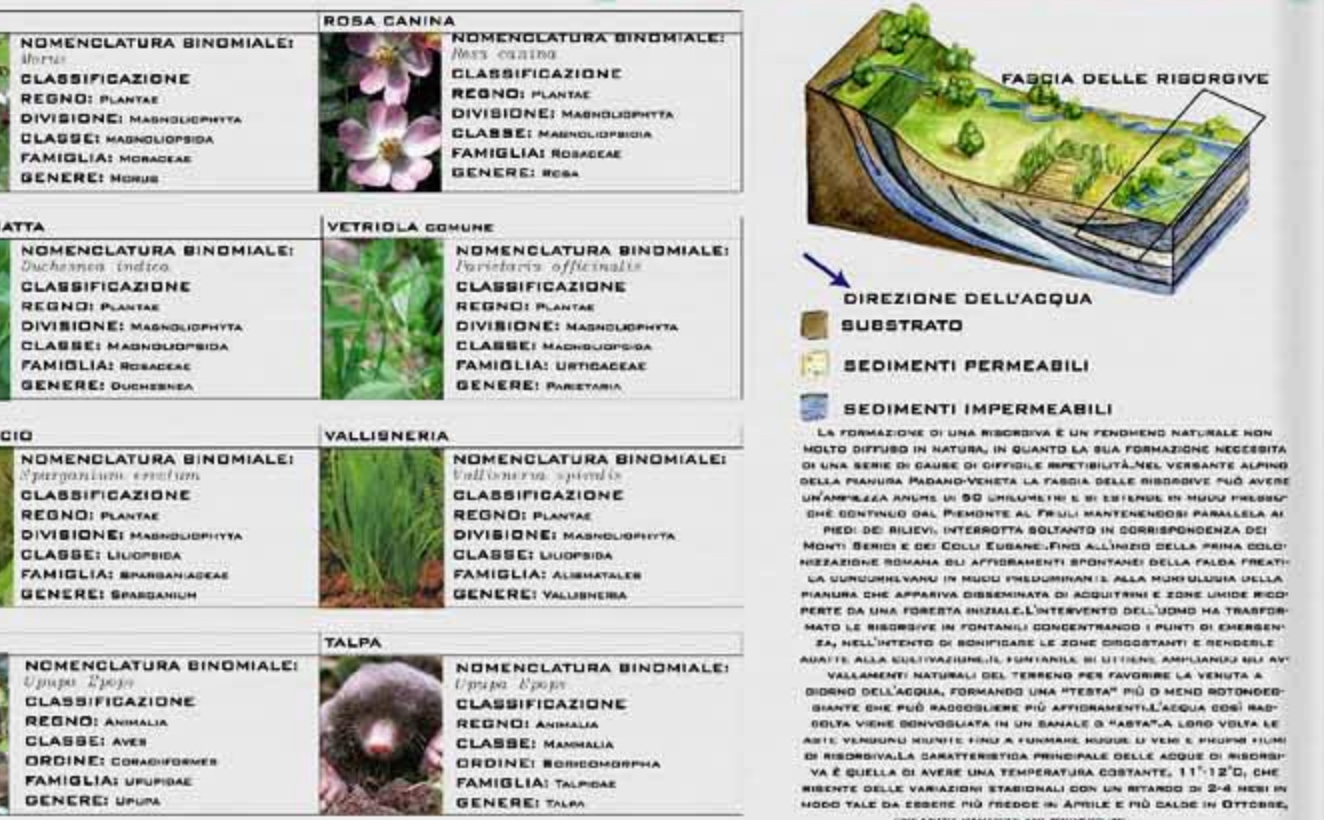 ROSA CANINA
NOMENCLATURA BINOMIALE:
Morus
CLASSIFICAZIONE
REGNO: PLANTAE
DIVISIONE: MAGNOLIOPHYTA
CLASSE: MAGNOLIOPSIDA
FAMIGLIA: MORACEAE
GENERE: MORUS
NOMENCLATURA BINOMIALE:
Rosa canina
CLASSIFICAZIONE
REGNO: PLANTAE
DIVISIONE: MAGNOLIOPHYTA
CLASSE: MAGNOLIOPSIDIA
FAMIGLIA: ROSACEAE
GENERE: ROSA
ATTA
NOMENCLATURA BINOMIALE:
Duchesnea indica
CLASSIFICAZIONE
REGNO: PLANTAE
DIVISIONE: MAGNOLIOPHYTA
CLASSE: MAGNOLIOPSIDA
FAMIGLIA: ROSACEAE
GENERE: DUCHESNEA
VETRIOLA COMUNE
NOMENCLATURA BINOMIALE:
Parietaria officinalis
CLASSIFICAZIONE
REGNO: PLANTAE
DIVISIONE: MAGNOLIOPHYTA
CLASSE: MAGNOLIOPSIDA
FAMIGLIA: URTICACEAE
GENERE: PARIETARIA
CIO
NOMENCLATURA BINOMIALE:
Sparganium erectum
CLASSIFICAZIONE
REGNO: PLANTAE
DIVISIONE: MAGNOLIOPHYTA
CLASSE: LILIOPSIDA
FAMIGLIA: SPARGANIACEAE
GENERE: SPARGANIUM
VALLISNERIA
NOMENCLATURA BINOMIALE:
Vallisneria spiralis
CLASSIFICAZIONE
REGNO: PLANTAE
DIVISIONE: MAGNOLIOPHYTA
CLASSE: LILIOPSIDA
FAMIGLIA: ALISMATALES
GENERE: VALLISNERIA
NOMENCLATURA BINOMIALE:
Upupa Epops
CLASSIFICAZIONE
REGNO: ANIMALIA
CLASSE: AVES
ORDINE: CORACIIFORMES
FAMIGLIA: UPUPIDAE
GENERE: UPUPA
TALPA
NOMENCLATURA BINOMIALE:
Upupa Epops
CLASSIFICAZIONE
REGNO: ANIMALIA
CLASSE: MAMMALIA
ORDINE: SORICOMORPHA
FAMIGLIA: TALPIDAE
GENERE: TALPA
FASCIA DELLE RISORGIVE
DIREZIONE DELL'ACQUA
SUBSTRATO
SEDIMENTI PERMEABILI
SEDIMENTI IMPERMEABILI
LA FORMAZIONE DI UNA RISORGIVA È UN FENOMENO NATURALE NON
MOLTO DIFFUSO IN NATURA, IN QUANTO LA SUA FORMAZIONE NECESSITA
DI UNA SERIE DI CAUSE DI DIFFICILE RIPETIBILITÀ.NEL VERSANTE ALPINO
DELLA PIANURA PADANO-VENETA LA FASCIA DELLE RISORGIVE PUÒ AVERE
UN'AMPIEZZA ANCHE DI 50 CHILOMETRI E SI ESTENDE IN MODO PRESSO-
CHÉ CONTINUO DAL PIEMONTE AL FRIULI MANTENENDOSI PARALLELA AI
PIEDI DEI RILIEVI, INTERROTTA SOLTANTO IN CORRISPONDENZA DEI
MONTI BERICI E DEI COLLI EUGANEI.FINO ALL'INIZIO DELLA PRIMA COLO-
NIZZAZIONE ROMANA GLI AFFIORAMENTI SPONTANEI DELLA FALDA FREATI-
CA CONCORREVANO IN MODO PREDOMINANTE ALLA MORFOLOGIA DELLA
PIANURA CHE APPARIVA DISSEMINATA DI ACQUITRINI E ZONE UMIDE RICO-
PERTE DA UNA FORESTA INIZIALE.L'INTERVENTO DELL'UOMO HA TRASFOR-
MATO LE RISORGIVE IN FONTANILI CONCENTRANDO I PUNTI DI EMERGEN-
ZA, NELL'INTENTO DI BONIFICARE LE ZONE CIRCOSTANTI E RENDERLE
ADATTE ALLA COLTIVAZIONE.IL FONTANILE SI OTTIENE AMPLIANDO GLI AV-
VALLAMENTI NATURALI DEL TERRENO PER FAVORIRE LA VENUTA A
GIORNO DELL'ACQUA, FORMANDO UNA "TESTA" PIÙ O MENO ROTONDEG-
GIANTE CHE PUÒ RACCOGLIERE PIÙ AFFIORAMENTI.L'ACQUA COSÌ RAC-
COLTA VIENE CONVOGLIATA IN UN CANALE O "ASTA".A LORO VOLTA LE
ASTE VENGONO RIUNITE FINO A FORMARE ROGGE O VERI E PROPRI FIUMI
DI RISORGIVA.LA CARATTERISTICA PRINCIPALE DELLE ACQUE DI RISORGI-
VA È QUELLA DI AVERE UNA TEMPERATURA COSTANTE, 11°-12°C, CHE
RISENTE DELLE VARIAZIONI STAGIONALI CON UN RITARDO DI 2-4 MESI IN
MODO TALE DA ESSERE PIÙ FREDDE IN APRILE E PIÙ CALDE IN OTTOBRE,